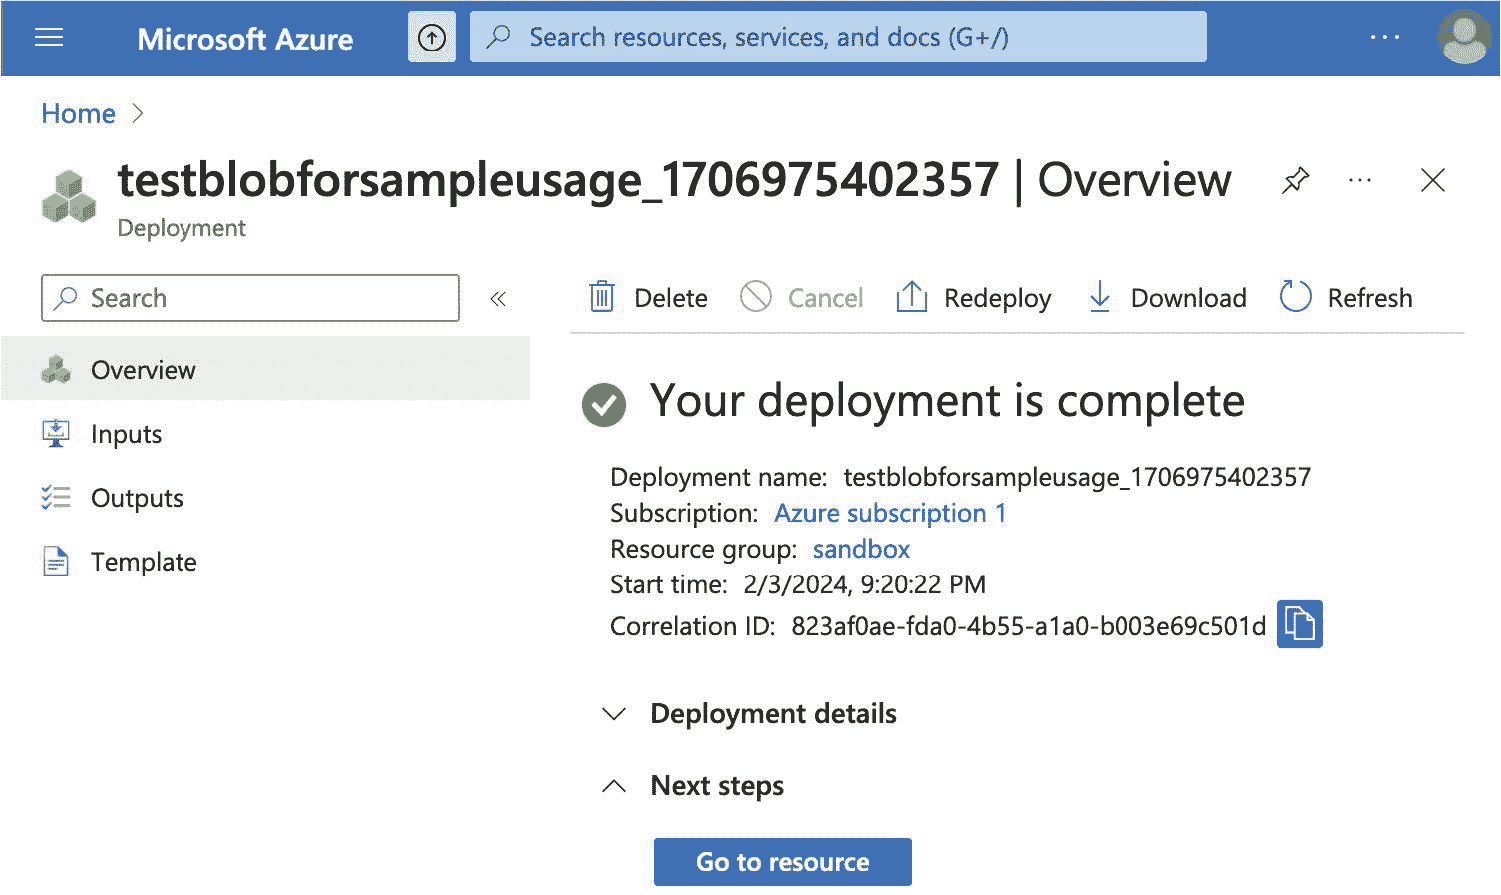 Microsoft Azure
Search resources, services, and docs (G+/)
Home
testblobforsampleusage_1706975402357 | Overview
Deployment
Search
Delete
Cancel
Redeploy
Download
Refresh
Overview
Inputs
Outputs
Template
Your deployment is complete
Deployment name: testblobforsampleusage_1706975402357
Subscription: Azure subscription 1
Resource group: sandbox
Start time: 2/3/2024, 9:20:22 PM
Correlation ID: 823af0ae-fda0-4b55-a1a0-b003e69c501d
Deployment details
Next steps
Go to resource